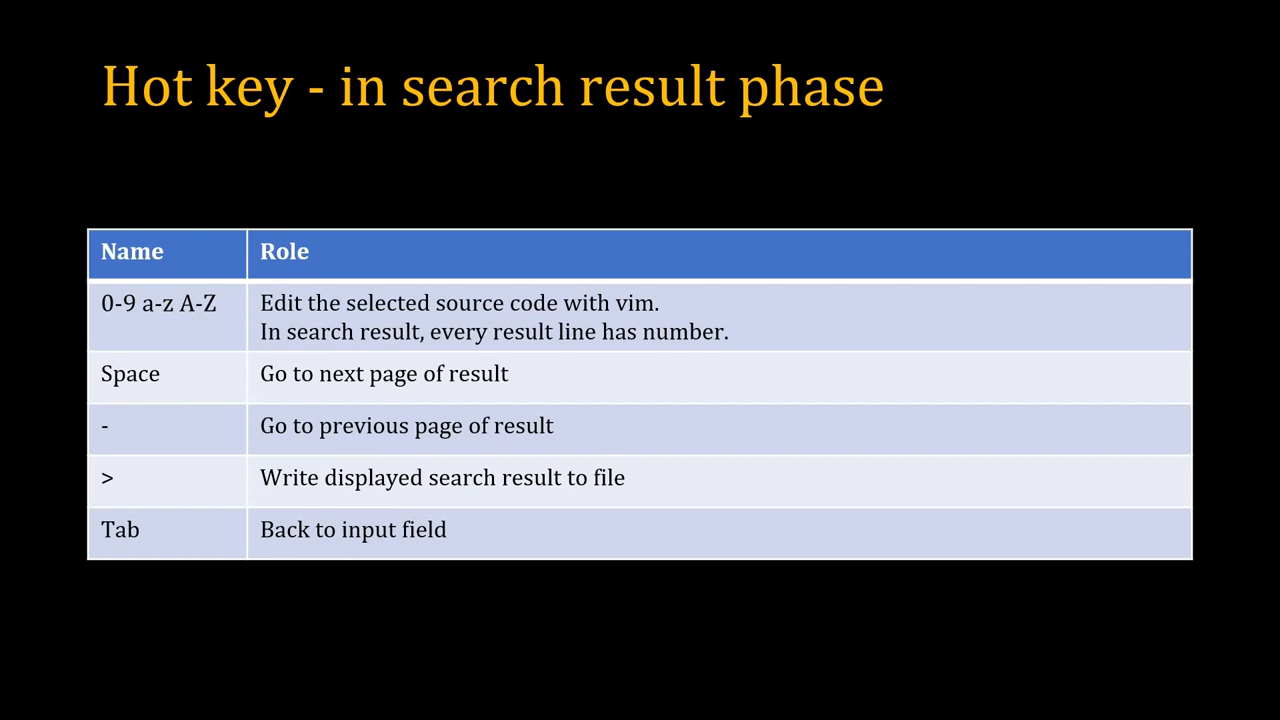 Hot key - in search result phase
Name Role
0-9 a-z A-Z Edit the selected source code with vim.
In search result, every result line has number.
Space Go to next page of result
- Go to previous page of result
> Write displayed search result to file
Tab Back to input field